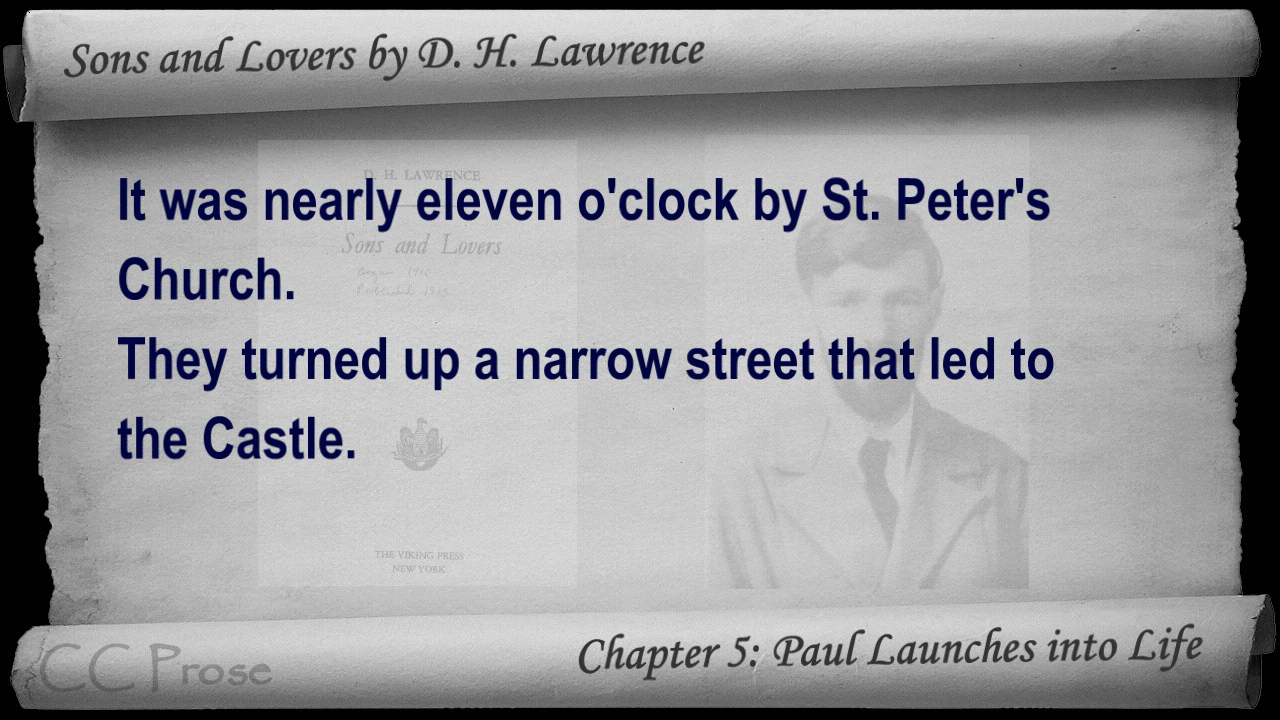 Sons and Lovers by D. H. Lawrence
D. H. LAWRENCE
It was nearly eleven o'clock by St. Peter's
Sons and Lovers
Church.
They turned up a narrow street that led to
the Castle.
THE VIKING PRESS
NEW YORK
Chapter 5: Paul Launches into Life
CC Prose